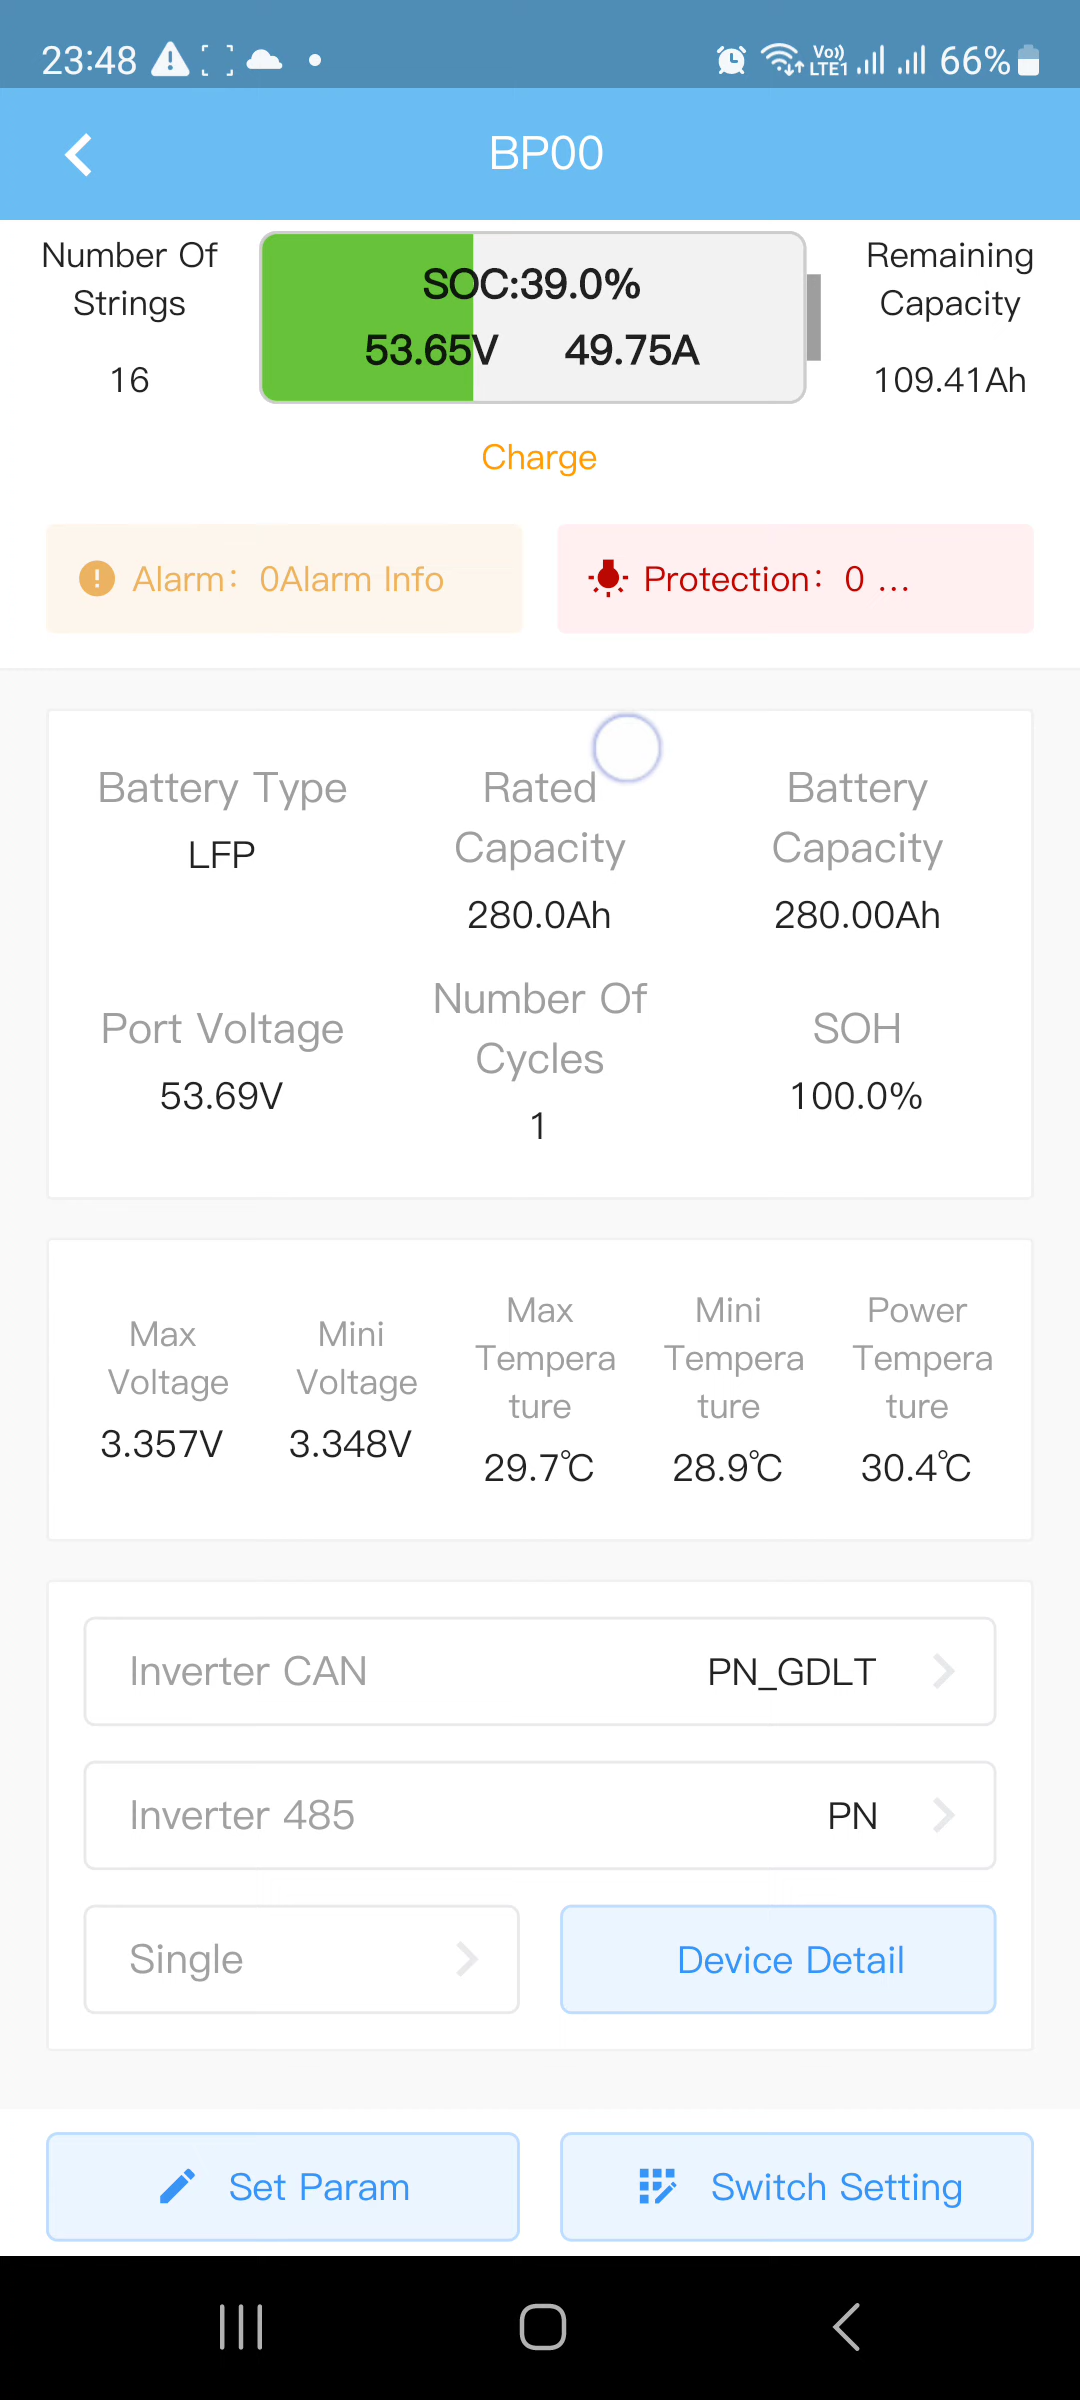 23:48
Vo))
LTE1
66%
BP00
Number Of
Strings
16
SOC:39.0%
53.65V 49.75A
Remaining
Capacity
109.41Ah
Charge
Alarm: 0Alarm Info
Protection: 0 ...
Battery Type
LFP
Rated
Capacity
280.0Ah
Battery
Capacity
280.00Ah
Port Voltage
53.69V
Number Of
Cycles
1
SOH
100.0%
Max
Voltage
3.357V
Mini
Voltage
3.348V
Max
Tempera
ture
29.7℃
Mini
Tempera
ture
28.9℃
Power
Tempera
ture
30.4℃
Inverter CAN PN_GDLT
Inverter 485 PN
Single
Device Detail
Set Param
Switch Setting